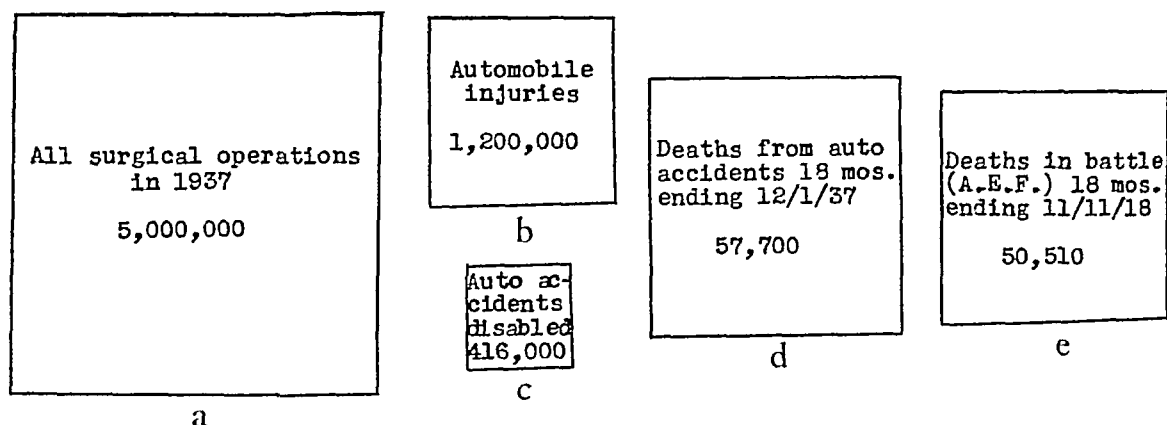 All surgical operations
in 1937
5,000,000
a
Automobile
injuries
1,200,000
b
Auto ac-
cidents
disabled
416,000
c
Deaths from auto
accidents 18 mos.
ending 12/1/37
57,700
d
Deaths in battle
(A.E.F.) 18 mos.
ending 11/11/18
50,510
e